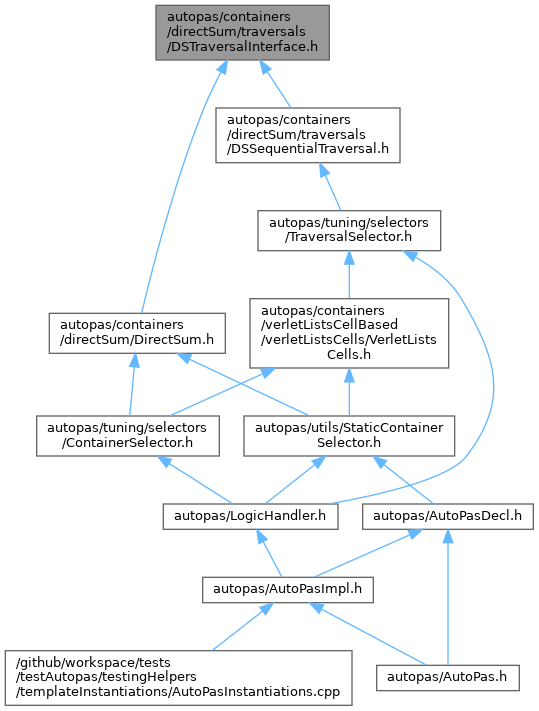 autopas/containers
/directSum/traversals
/DSTraversalInterface.h
autopas/containers
/directSum/traversals
/DSSequentialTraversal.h
autopas/tuning/selectors
/TraversalSelector.h
autopas/containers
/verletListsCellBased
/verletListsCells/VerletLists
Cells.h
autopas/containers
/directSum/DirectSum.h
autopas/tuning/selectors
/ContainerSelector.h
autopas/utils/StaticContainer
Selector.h
autopas/LogicHandler.h
autopas/AutoPasDecl.h
autopas/AutoPasImpl.h
/github/workspace/tests
/testAutopas/testingHelpers
/templateInstantiations/AutoPasInstantiations.cpp
autopas/AutoPas.h